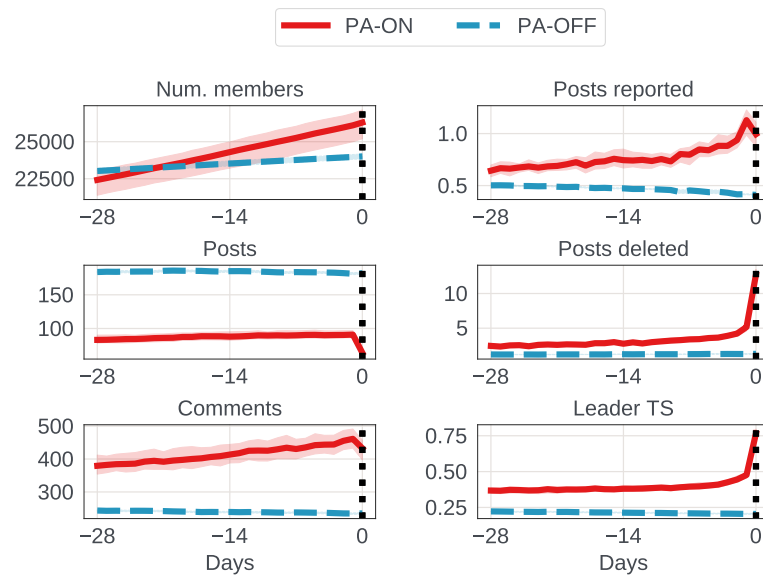 PA-ON PA-OFF
Num. members Posts reported
25000
22500
1.0
0.5
−28 −14 0 −28 −14 0
Posts Posts deleted
150
100
10
5
−28 −14 0 −28 −14 0
Comments Leader TS
500
400
300
0.75
0.50
0.25
−28 −14 0 −28 −14 0
Days Days